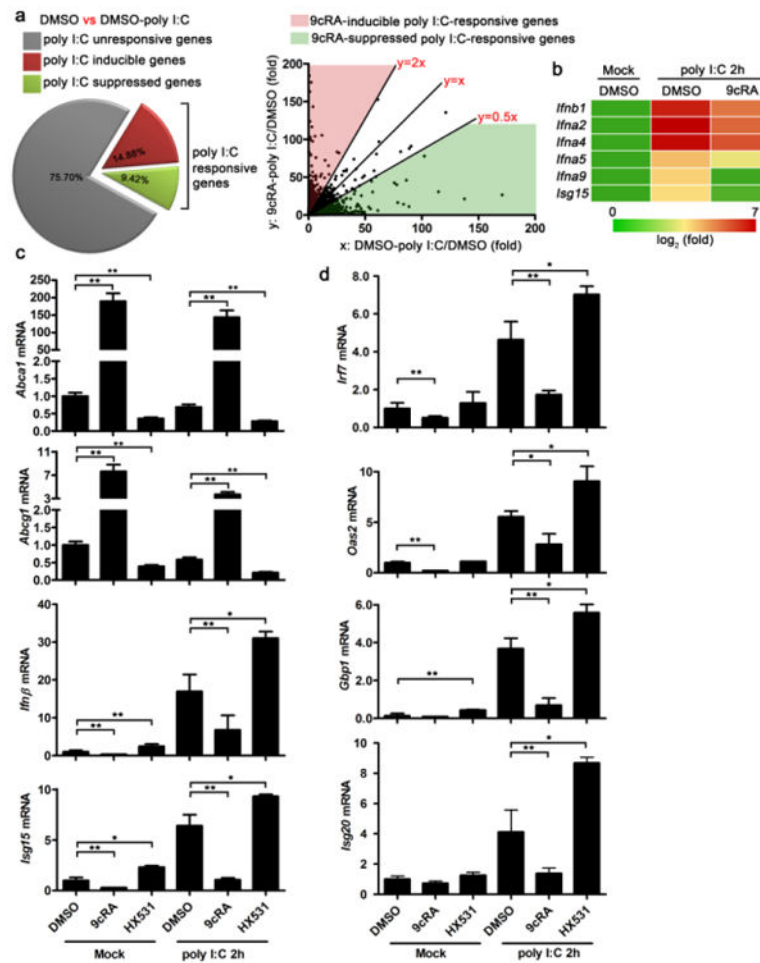 a
DMSO vs DMSO-poly I:C
poly I:C unresponsive genes
poly I:C inducible genes
poly I:C suppressed genes
14.88%
75.70%
9.42%
poly I:C
responsive
genes
9cRA-inducible poly I:C-responsive genes
9cRA-suppressed poly I:C-responsive genes
y: 9cRA-poly I:C/DMSO (fold)
200
150
100
50
0
y=2x
y=x
y=0.5x
0 50 100 150 200
x: DMSO-poly I:C/DMSO (fold)
b
Mock poly I:C 2h
DMSO DMSO 9cRA
Ifnb1
Ifna2
Ifna4
Ifna5
Ifna9
Isg15
0 7
log2 (fold)
c
Abca1 mRNA
250
200
150
100
50
2.0
1.5
1.0
0.5
0.0
** ** ** **
Abcg1 mRNA
11
7
3
2.0
1.5
1.0
0.5
0.0
** ** ** **
Ifnβ mRNA
40
30
20
10
0
** ** ** *
Isg15 mRNA
10
5
0
** * ** *
DMSO 9cRA HX531 DMSO 9cRA HX531
Mock poly I:C 2h
d
Irf7 mRNA
8.0
6.0
4.0
2.0
0.0
** ** *
Oas2 mRNA
10
5
0
** * *
Gbp1 mRNA
6.0
4.0
2.0
0.0
** ** *
Isg20 mRNA
10
8
6
4
2
0
** *
DMSO 9cRA HX531 DMSO 9cRA HX531
Mock poly I:C 2h